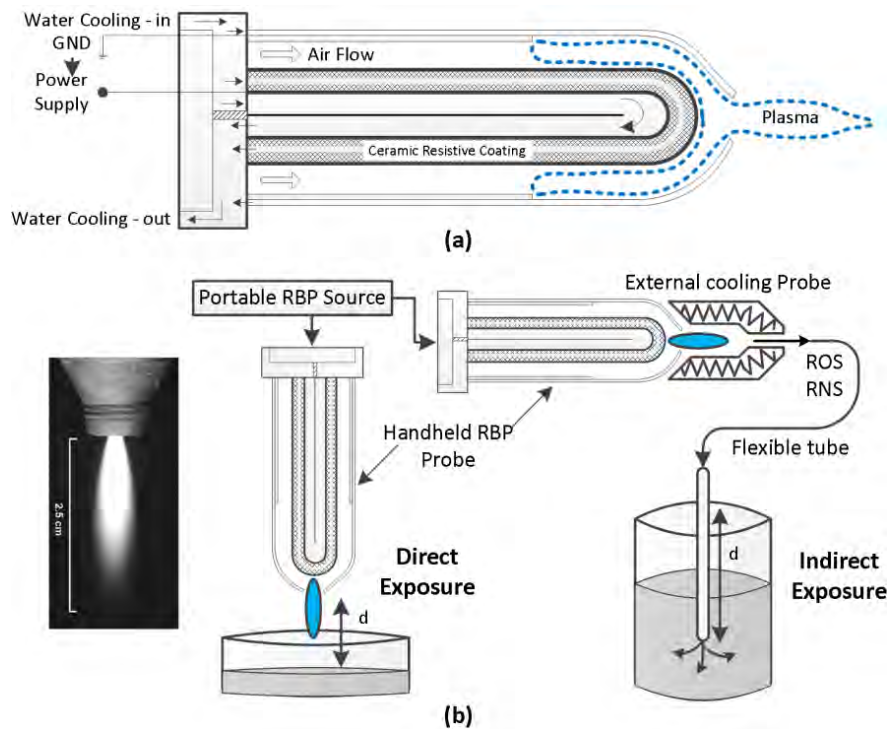 Water Cooling - in
GND
Power
Supply
Air Flow
Ceramic Resistive Coating
Plasma
Water Cooling - out
(a)
Portable RBP Source
External cooling Probe
ROS
RNS
Handheld RBP
Probe
Flexible tube
2.5 cm
Direct
Exposure
d
d
Indirect
Exposure
(b)